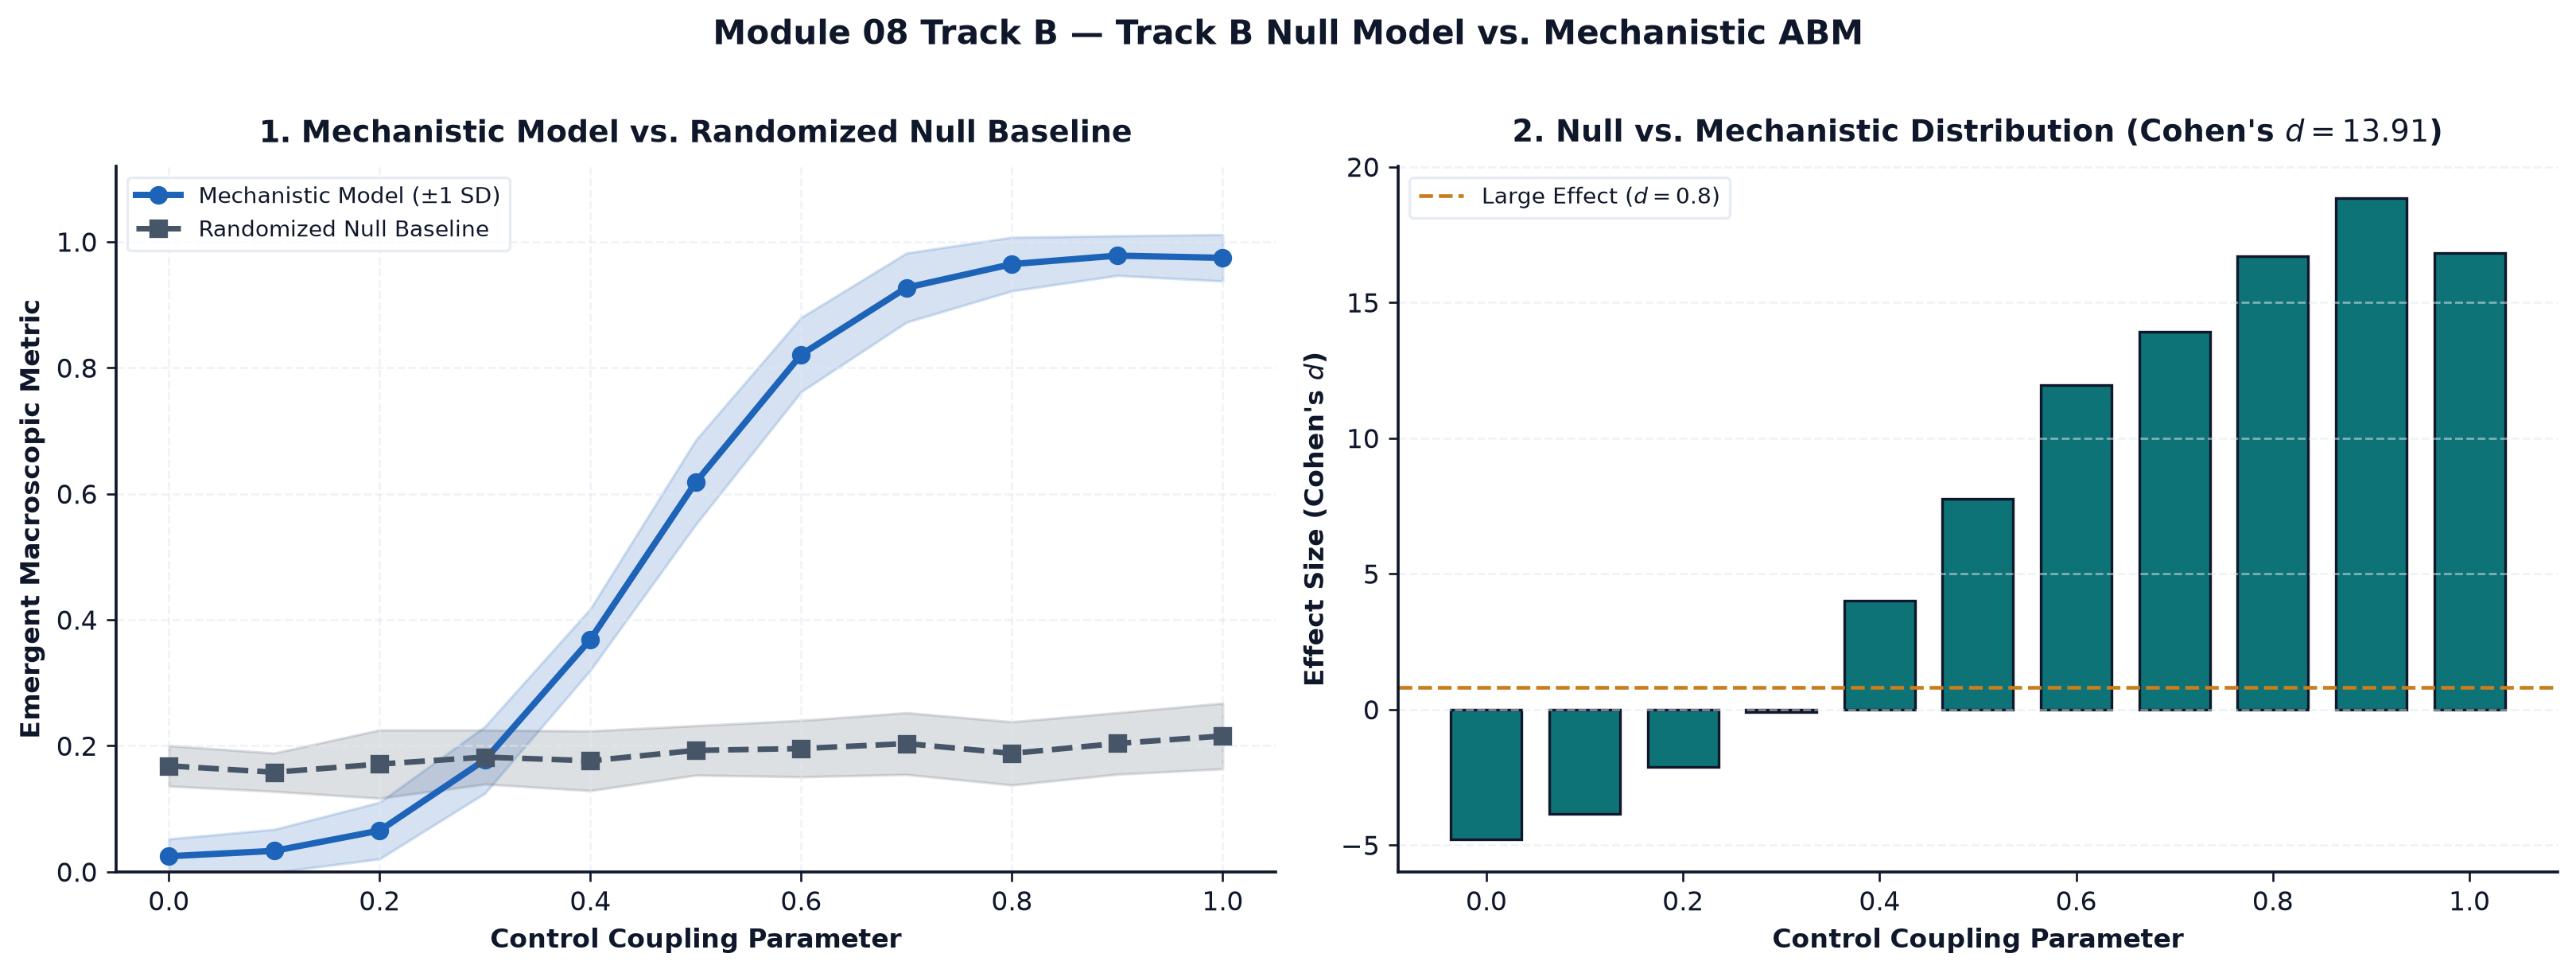 Module 08 Track B — Track B Null Model vs. Mechanistic ABM
1. Mechanistic Model vs. Randomized Null Baseline
Mechanistic Model (±1 SD)
Randomized Null Baseline
Emergent Macroscopic Metric
1.0
0.8
0.6
0.4
0.2
0.0
0.0 0.2 0.4 0.6 0.8 1.0
Control Coupling Parameter
2. Null vs. Mechanistic Distribution (Cohen's d = 13.91)
Large Effect (d = 0.8)
Effect Size (Cohen's d)
20
15
10
5
0
−5
0.0 0.2 0.4 0.6 0.8 1.0
Control Coupling Parameter